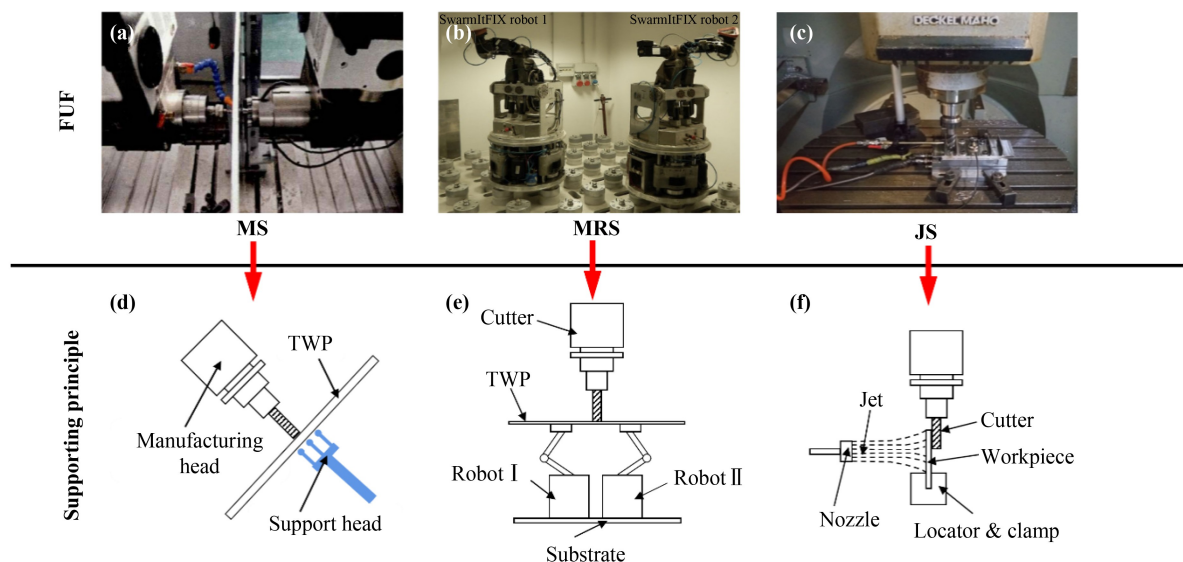 FUF
(a)
(b)
SwarmItFIX robot 1
SwarmItFIX robot 2
(c)
DECKEL MAHO
MS
MRS
JS
Supporting principle
(d)
TWP
Manufacturing
head
Support head
(e)
Cutter
TWP
Robot Ⅰ
Robot Ⅱ
Substrate
(f)
Jet
Cutter
Workpiece
Nozzle
Locator & clamp